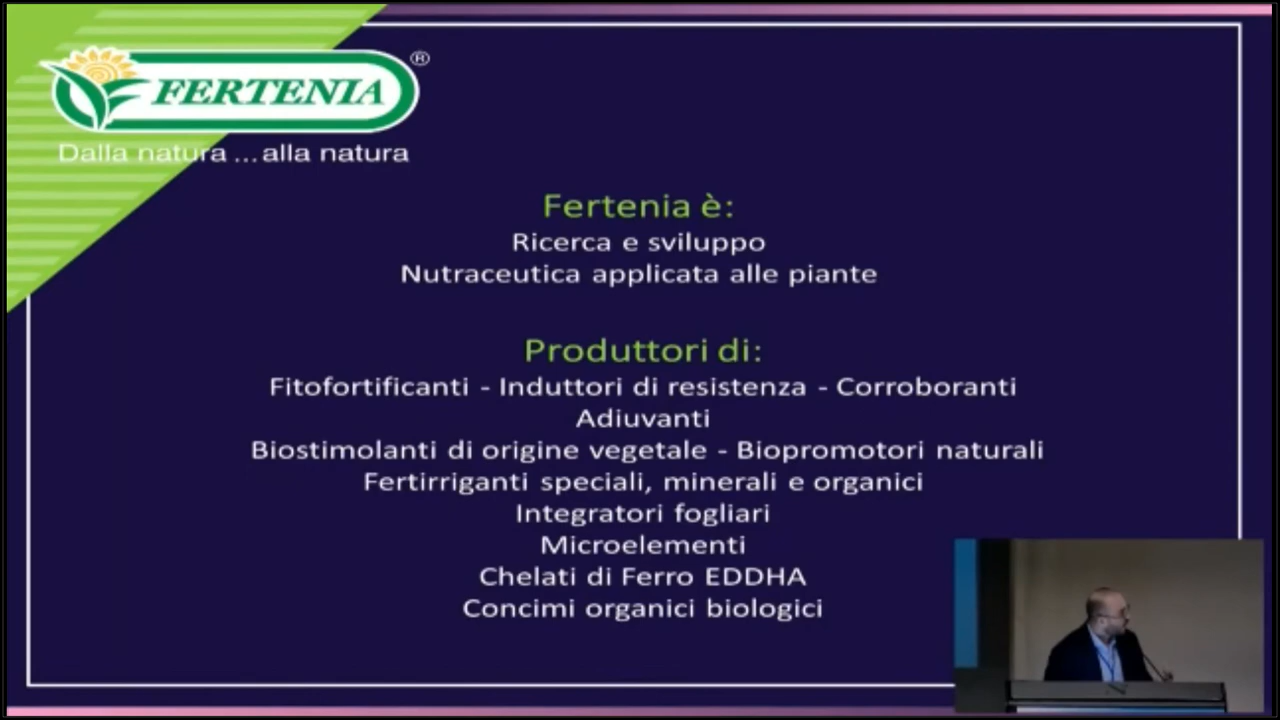 FERTENIA ®
Dalla natura ... alla natura
Fertenia è:
Ricerca e sviluppo
Nutraceutica applicata alle piante
Produttori di:
Fitofortificanti - Induttori di resistenza - Corroboranti
Adiuvanti
Biostimolanti di origine vegetale - Biopromotori naturali
Fertirriganti speciali, minerali e organici
Integratori fogliari
Microelementi
Chelati di Ferro EDDHA
Concimi organici biologici